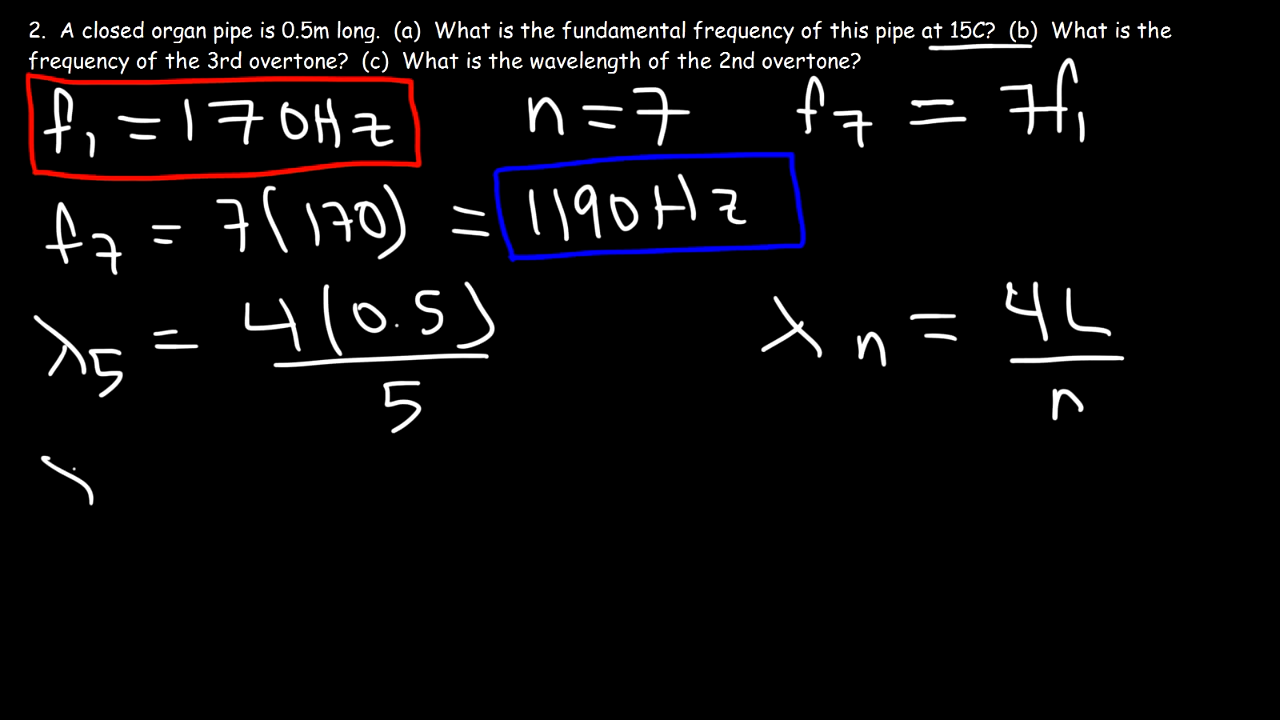 2. A closed organ pipe is 0.5m long. (a) What is the fundamental frequency of this pipe at 15C? (b) What is the
frequency of the 3rd overtone? (c) What is the wavelength of the 2nd overtone?
f₁ = 170Hz n = 7 f₇ = 7f₁
f₇ = 7(170) = 1190Hz
λ₅ = 4(0.5)/5 λₙ = 4L/n